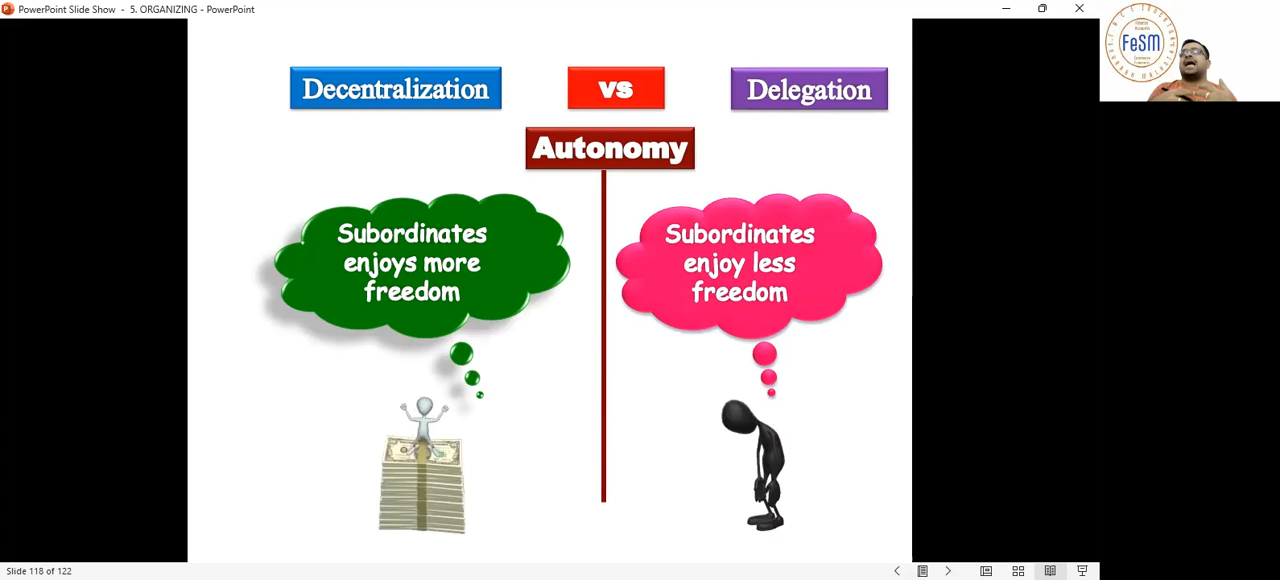 PowerPoint Slide Show - 5. ORGANIZING - PowerPoint
FeSM
Decentralization
vs
Delegation
Autonomy
Subordinates
enjoys more
freedom
Subordinates
enjoy less
freedom
Slide 118 of 122